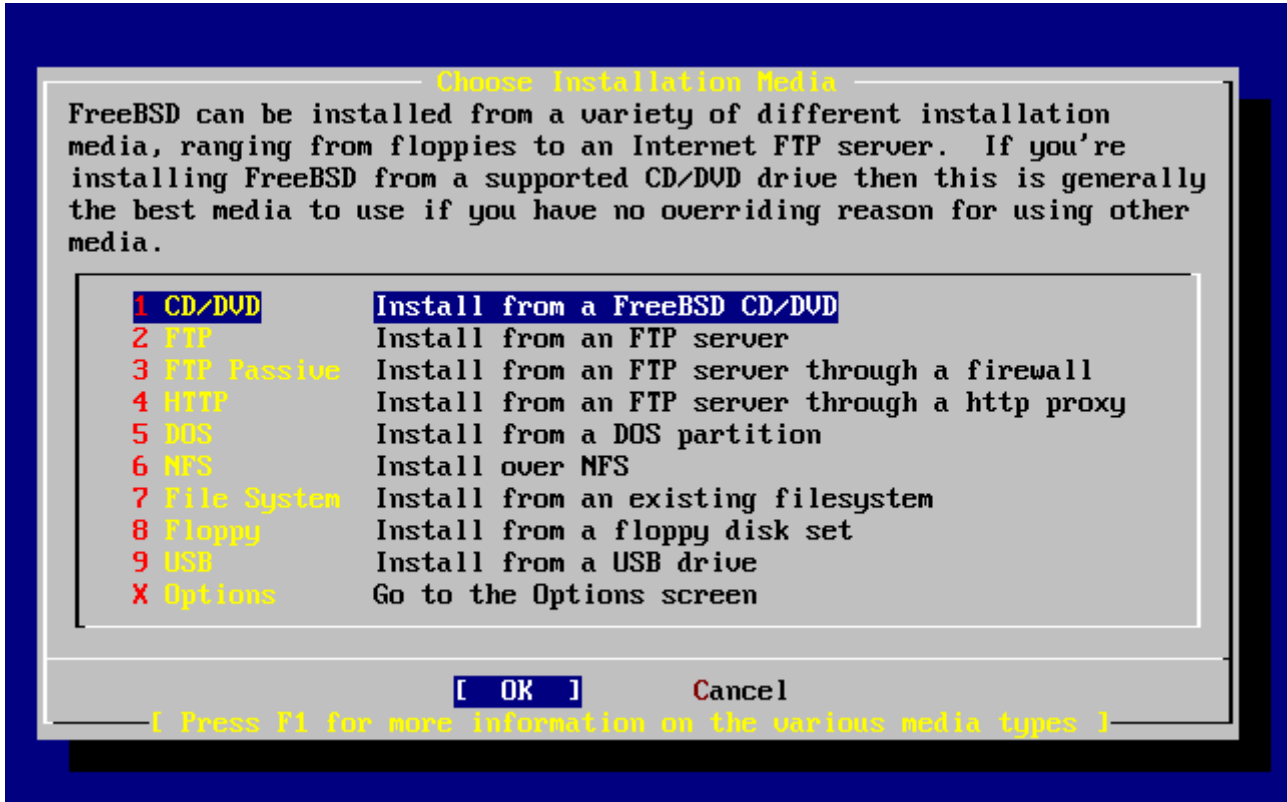 Choose Installation Media
FreeBSD can be installed from a variety of different installation
media, ranging from floppies to an Internet FTP server.  If you're
installing FreeBSD from a supported CD/DVD drive then this is generally
the best media to use if you have no overriding reason for using other
media.
1 CD/DVD Install from a FreeBSD CD/DVD
2 FTP Install from an FTP server
3 FTP Passive Install from an FTP server through a firewall
4 HTTP Install from an FTP server through a http proxy
5 DOS Install from a DOS partition
6 NFS Install over NFS
7 File System Install from an existing filesystem
8 Floppy Install from a floppy disk set
9 USB Install from a USB drive
X Options Go to the Options screen
[ OK ] Cancel
[ Press F1 for more information on the various media types ]